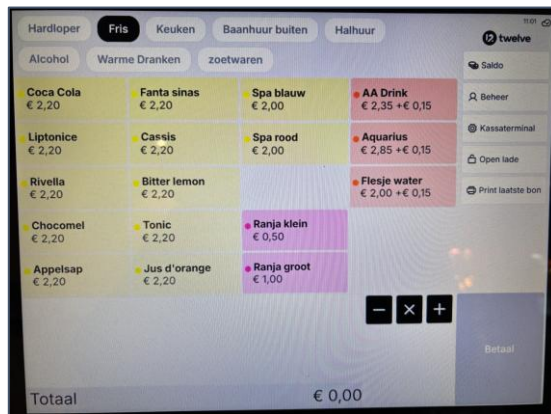 Hardloper
Fris
Keuken
Baanhuur buiten
Halhuur
Alcohol
Warme Dranken
zoetwaren
Coca Cola
€ 2,20
Fanta sinas
€ 2,20
Spa blauw
€ 2,00
AA Drink
€ 2,35 +€ 0,15
Liptonice
€ 2,20
Cassis
€ 2,20
Spa rood
€ 2,00
Aquarius
€ 2,85 +€ 0,15
Rivella
€ 2,20
Bitter lemon
€ 2,20
Flesje water
€ 2,00 +€ 0,15
Chocomel
€ 2,20
Tonic
€ 2,20
Ranja klein
€ 0,50
Appelsap
€ 2,20
Jus d'orange
€ 2,20
Ranja groot
€ 1,00
Totaal
€ 0,00
11:01
twelve
Saldo
Beheer
Kassaterminal
Open lade
Print laatste bon
Betaal